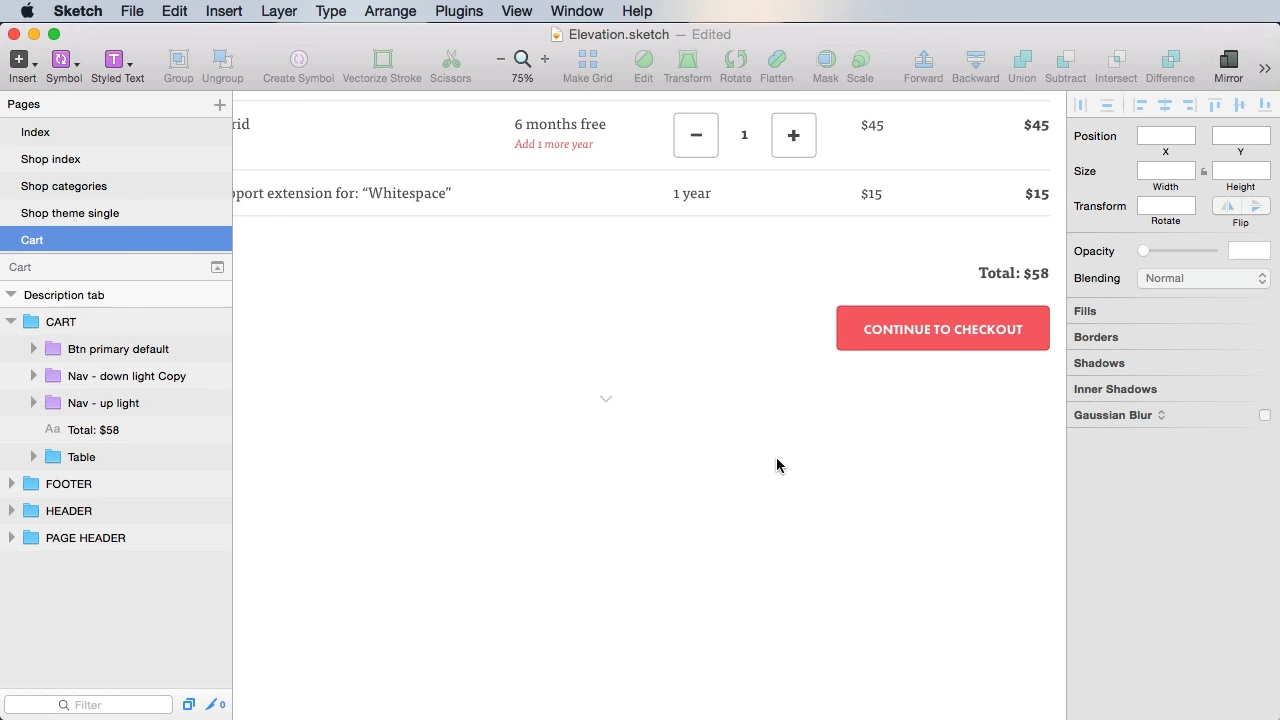 Sketch File Edit Insert Layer Type Arrange Plugins View Window Help
Elevation.sketch — Edited
Insert Symbol Styled Text Group Ungroup Create Symbol Vectorize Stroke Scissors 75% Make Grid Edit Transform Rotate Flatten Mask Scale Forward Backward Union Subtract Intersect Difference Mirror
Pages
Index
Shop index
Shop categories
Shop theme single
Cart
Cart
Description tab
CART
Btn primary default
Nav - down light Copy
Nav - up light
Aa Total: $58
Table
FOOTER
HEADER
PAGE HEADER
Filter
0
rid 6 months free 1 $45 $45
Add 1 more year
pport extension for: “Whitespace” 1 year $15 $15
Total: $58
CONTINUE TO CHECKOUT
Position
X Y
Size
Width Height
Transform
Rotate Flip
Opacity
Blending Normal
Fills
Borders
Shadows
Inner Shadows
Gaussian Blur